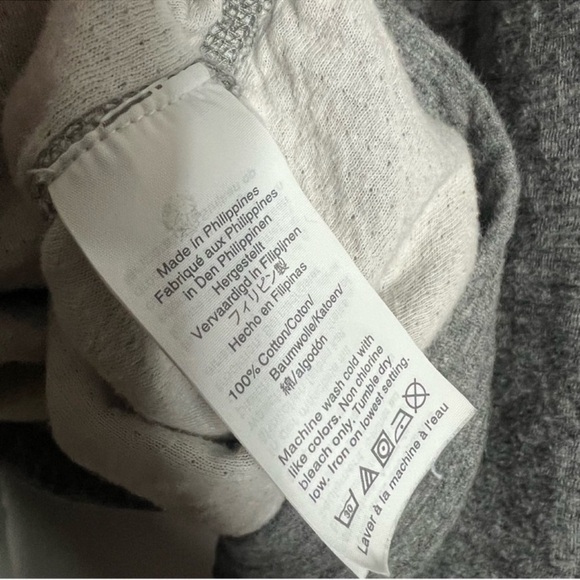 Made in Philippines
Fabriqué aux Philippines
in Den Philippinen
Hergestellt
Vervaardigd in Filipijnen
フィリピン製
Hecho en Filipinas
100% Cotton/Coton/
Baumwolle/Katoen/
綿/algodón
Machine wash cold with
like colors. Non chlorine
bleach only. Tumble dry
low. Iron on lowest setting.
30
Laver à la machine à l'eau